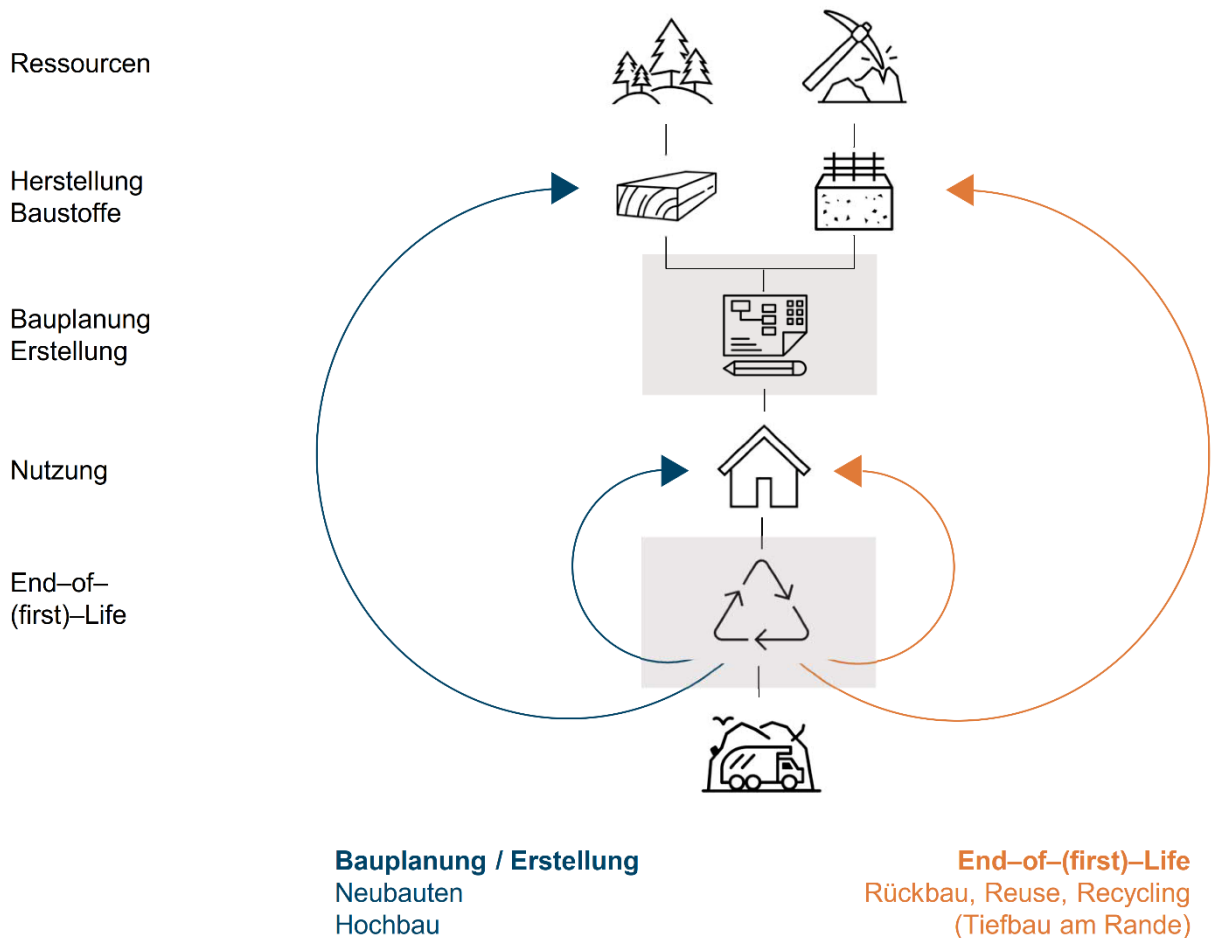 Ressourcen
Herstellung
Baustoffe
Bauplanung
Erstellung
Nutzung
End–of–
(first)–Life
Bauplanung / Erstellung
Neubauten
Hochbau
End–of–(first)–Life
Rückbau, Reuse, Recycling
(Tiefbau am Rande)